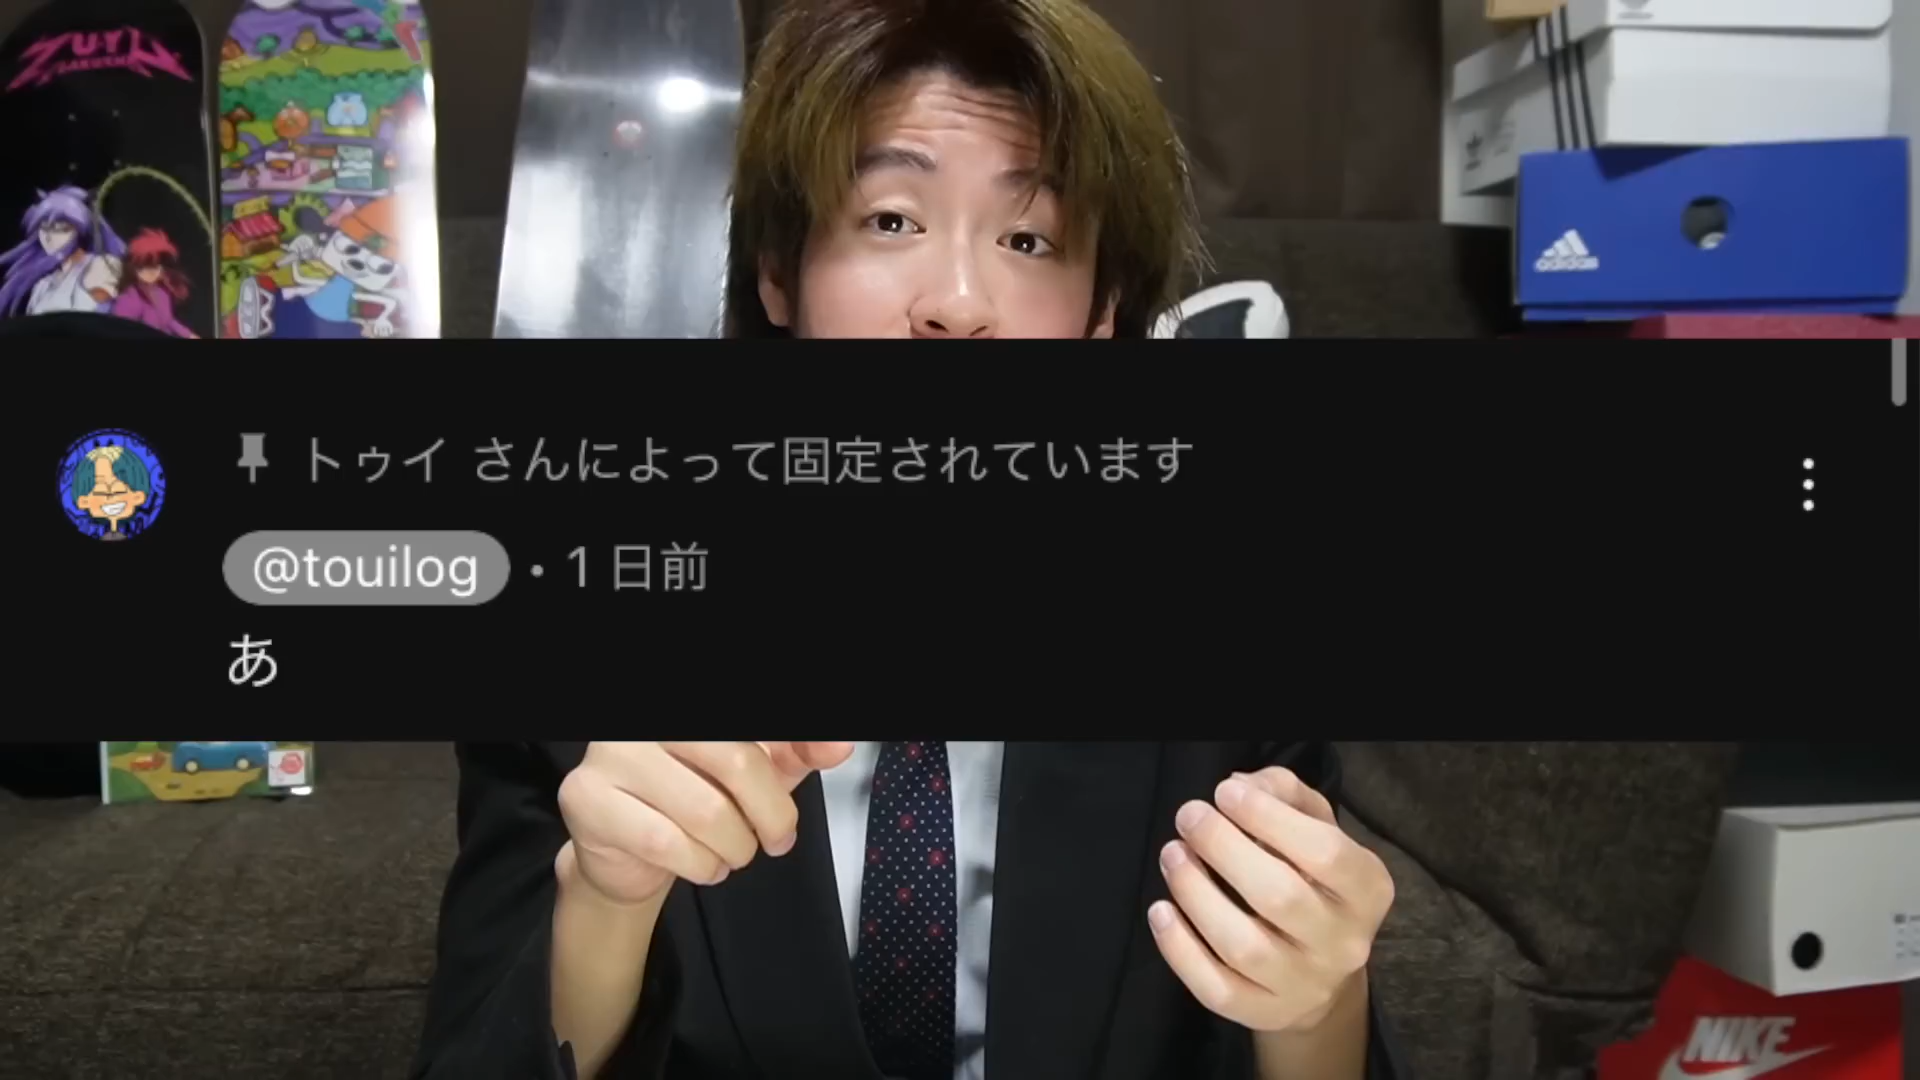 adidas
トゥイ さんによって固定されています
@touilog・1 日前
あ
NIKE